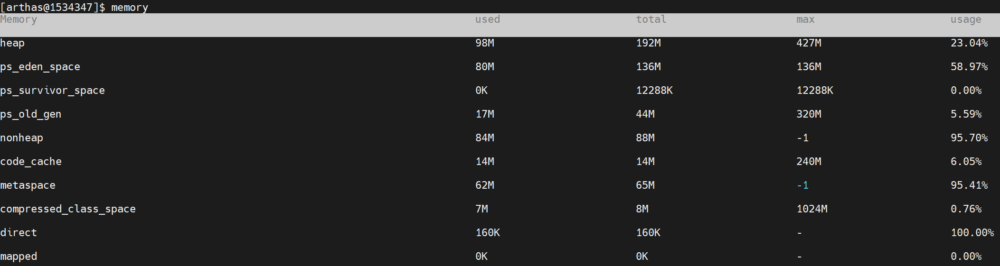 [arthas@1534347]$ memory
Memory used total max usage
heap 98M 192M 427M 23.04%
ps_eden_space 80M 136M 136M 58.97%
ps_survivor_space 0K 12288K 12288K 0.00%
ps_old_gen 17M 44M 320M 5.59%
nonheap 84M 88M -1 95.70%
code_cache 14M 14M 240M 6.05%
metaspace 62M 65M -1 95.41%
compressed_class_space 7M 8M 1024M 0.76%
direct 160K 160K - 100.00%
mapped 0K 0K - 0.00%